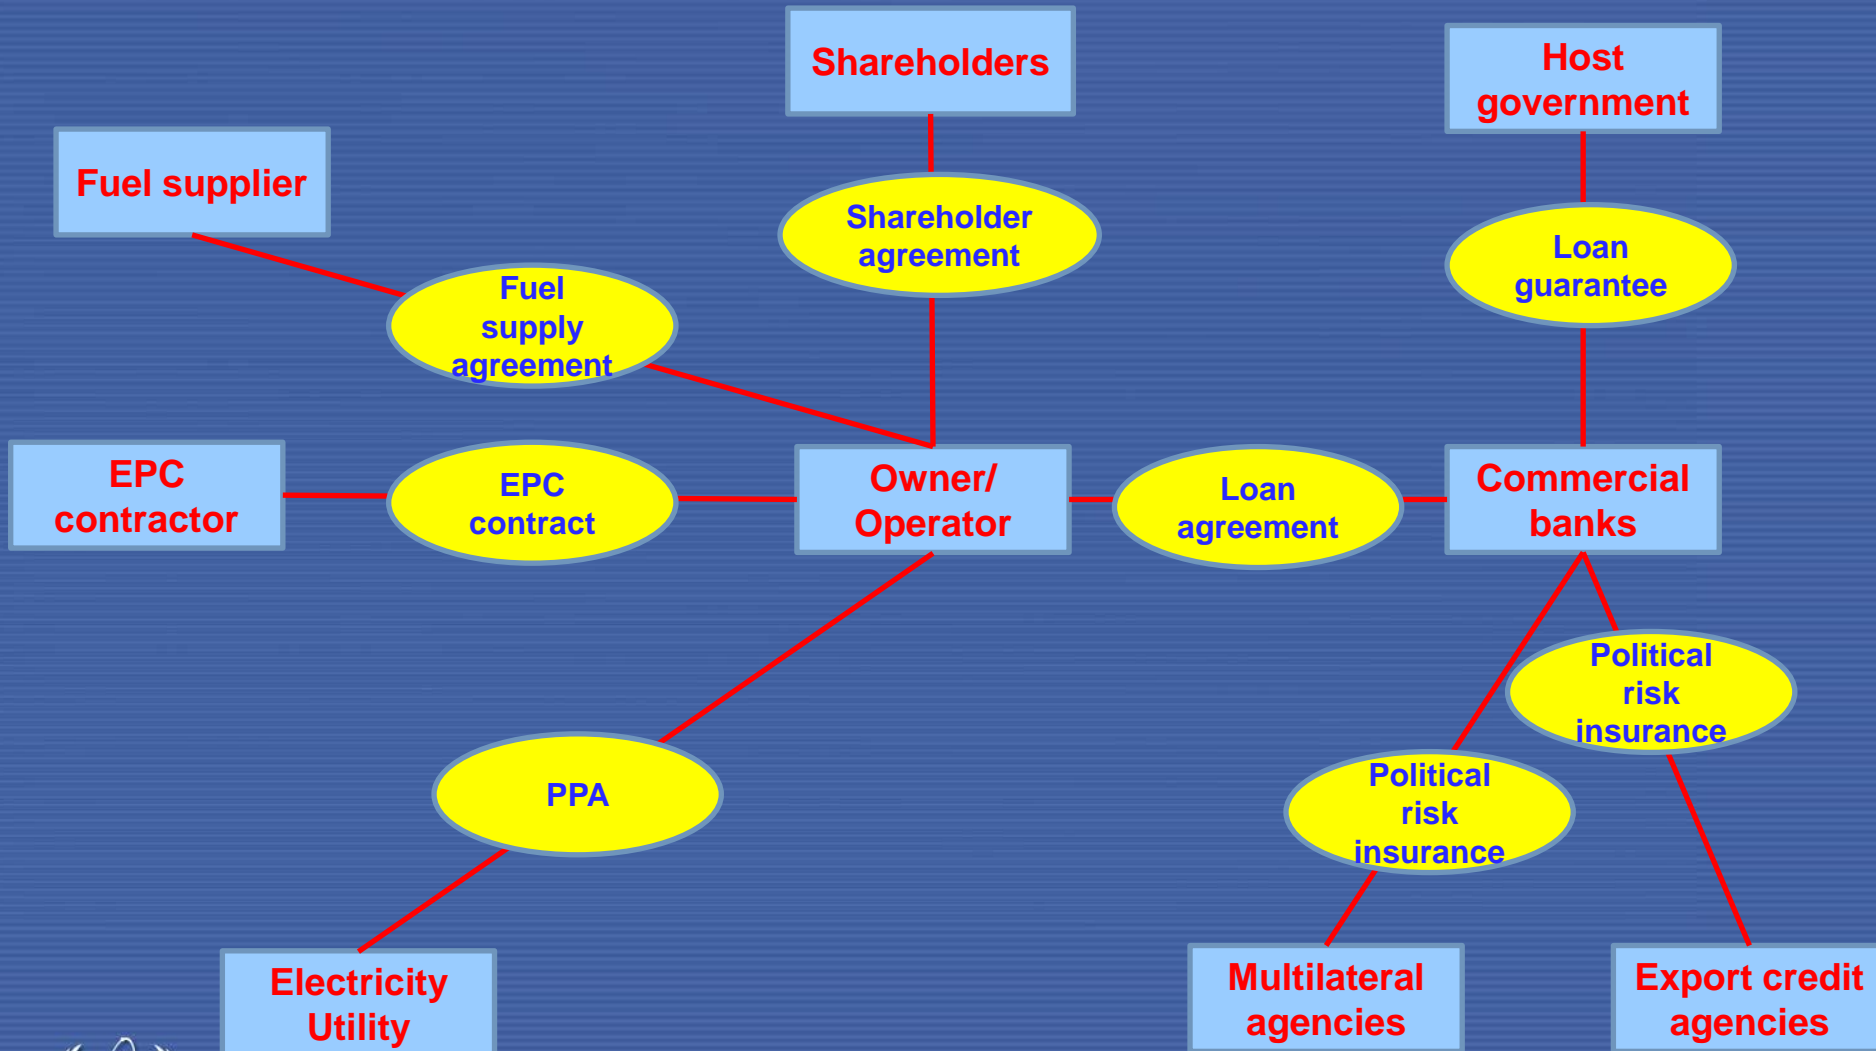 Shareholders
Host
government
Fuel supplier
Shareholder
agreement
Loan
guarantee
Fuel
supply
agreement
EPC
contractor
EPC
contract
Owner/
Operator
Loan
agreement
Commercial
banks
Political
risk
insurance
PPA
Political
risk
insurance
Electricity
Utility
Multilateral
agencies
Export credit
agencies